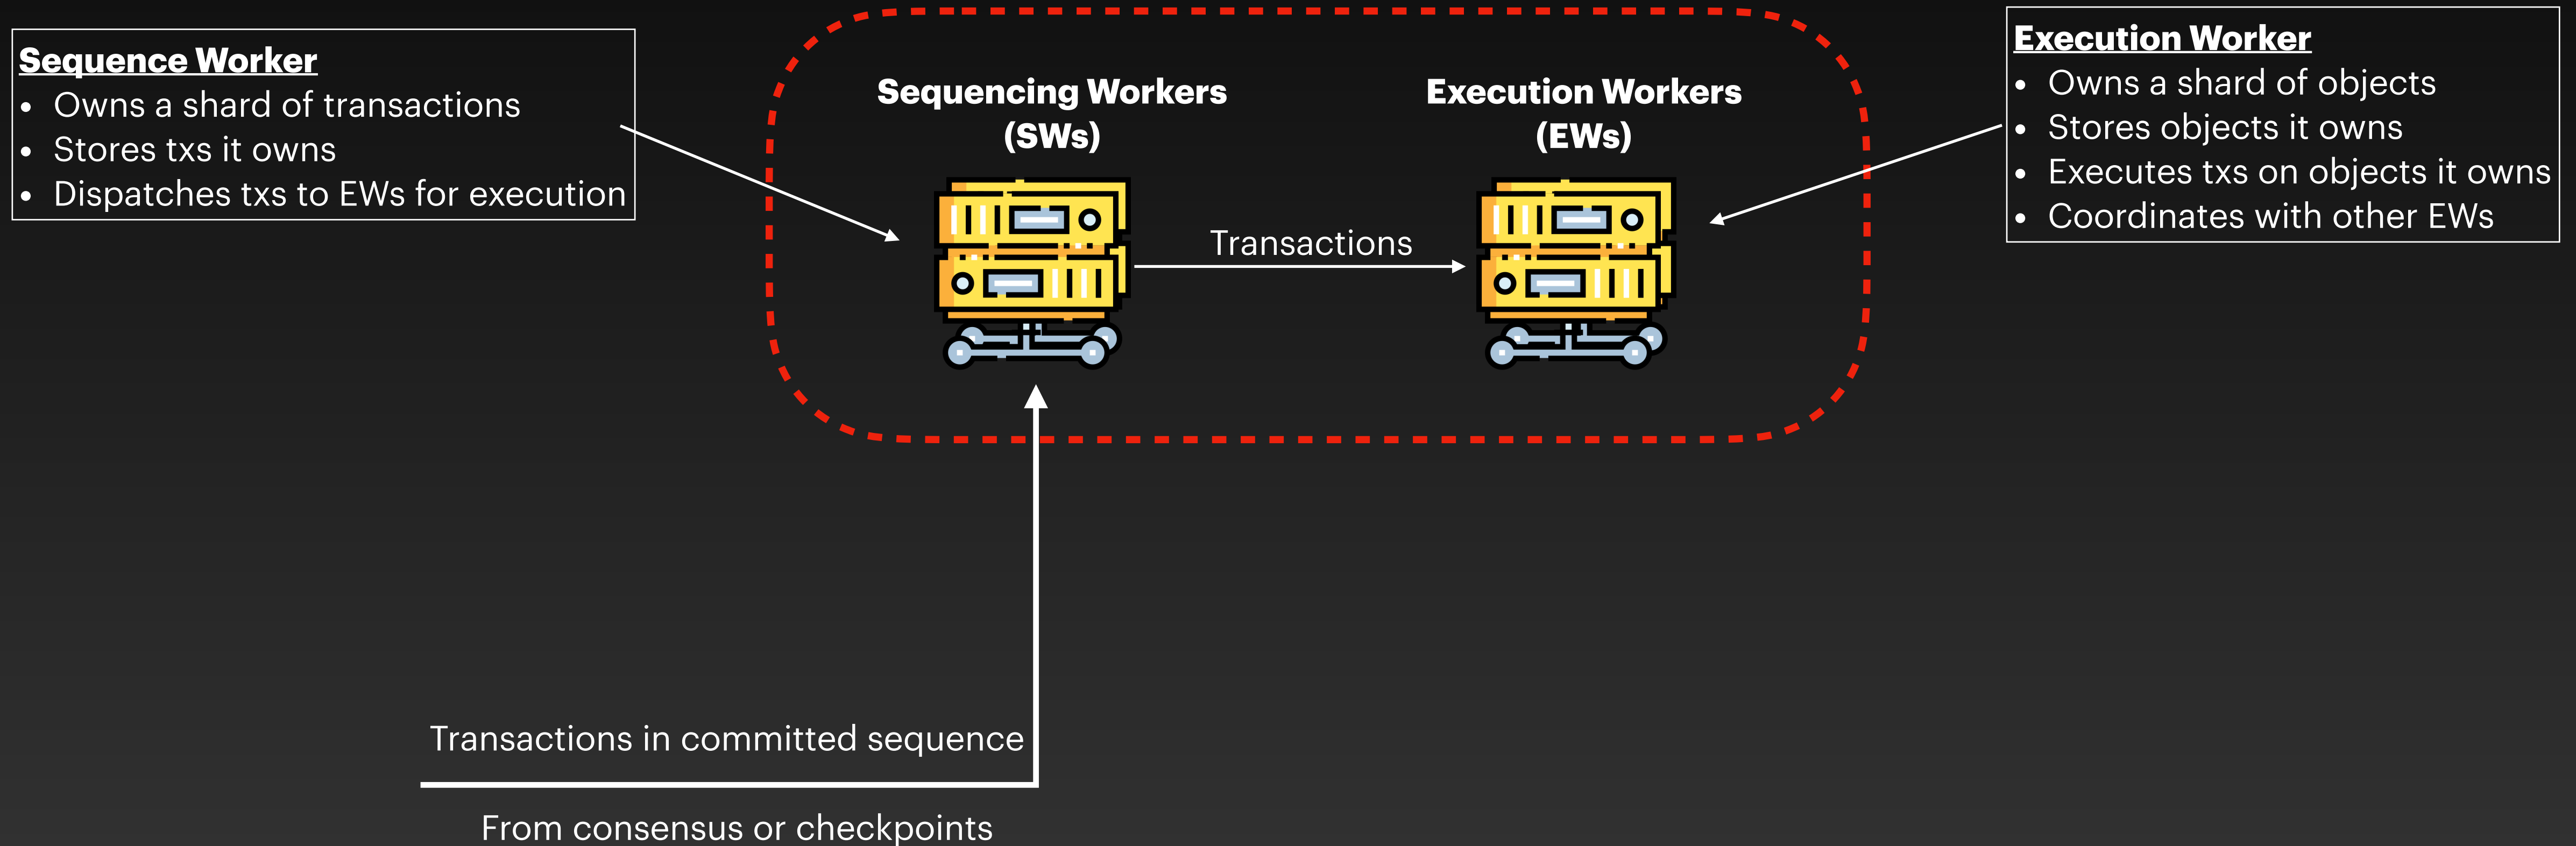 Sequence Worker
• Owns a shard of transactions
• Stores txs it owns
• Dispatches txs to EWs for execution
Sequencing Workers
(SWs)
Execution Workers
(EWs)
Transactions
Execution Worker
• Owns a shard of objects
• Stores objects it owns
• Executes txs on objects it owns
• Coordinates with other EWs
Transactions in committed sequence
From consensus or checkpoints